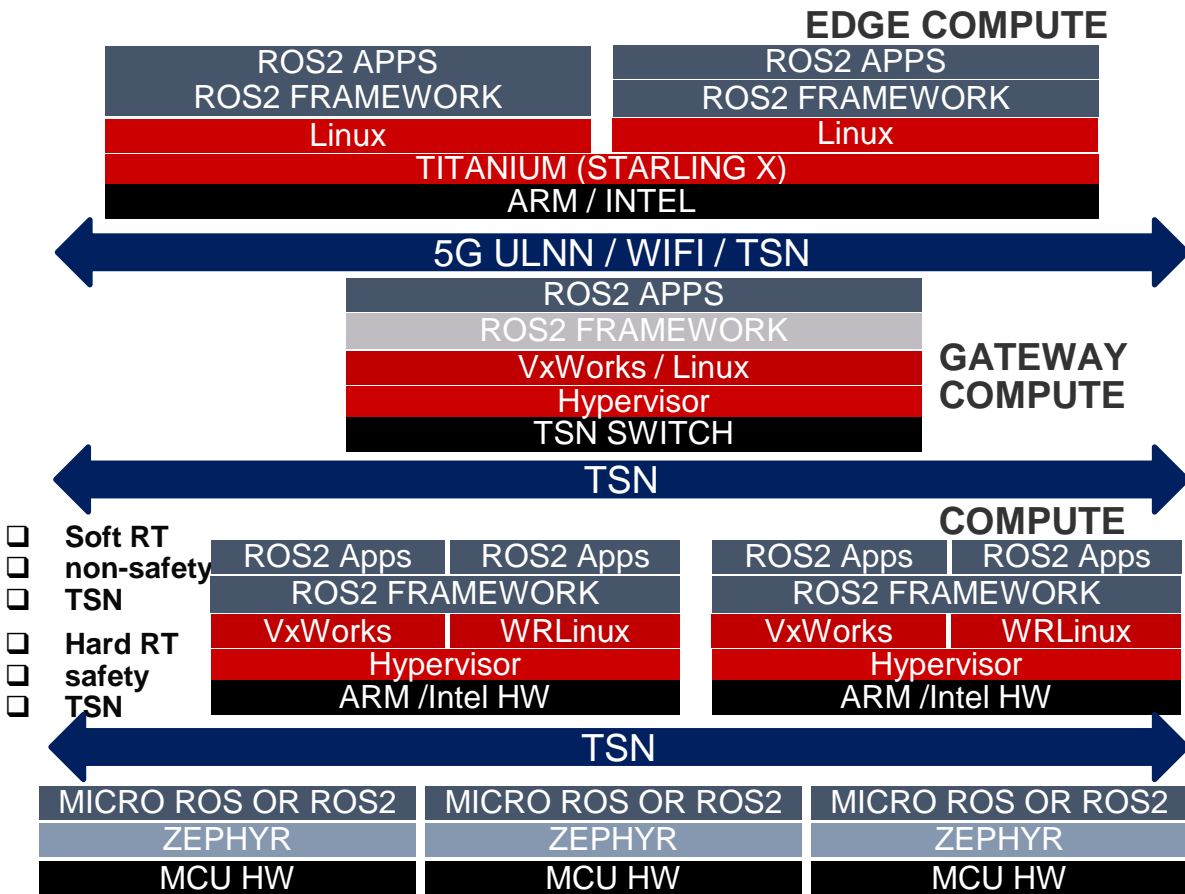 EDGE COMPUTE
ROS2 APPS
ROS2 FRAMEWORK
Linux
ROS2 APPS
ROS2 FRAMEWORK
Linux
TITANIUM (STARLING X)
ARM / INTEL
5G ULNN / WIFI / TSN
ROS2 APPS
ROS2 FRAMEWORK
VxWorks / Linux
Hypervisor
TSN SWITCH
GATEWAY
COMPUTE
TSN
COMPUTE
❑ Soft RT
❑ non-safety
❑ TSN
❑ Hard RT
❑ safety
❑ TSN
ROS2 Apps ROS2 Apps
ROS2 FRAMEWORK
VxWorks WRLinux
Hypervisor
ARM /Intel HW
ROS2 Apps ROS2 Apps
ROS2 FRAMEWORK
VxWorks WRLinux
Hypervisor
ARM /Intel HW
TSN
MICRO ROS OR ROS2
ZEPHYR
MCU HW
MICRO ROS OR ROS2
ZEPHYR
MCU HW
MICRO ROS OR ROS2
ZEPHYR
MCU HW